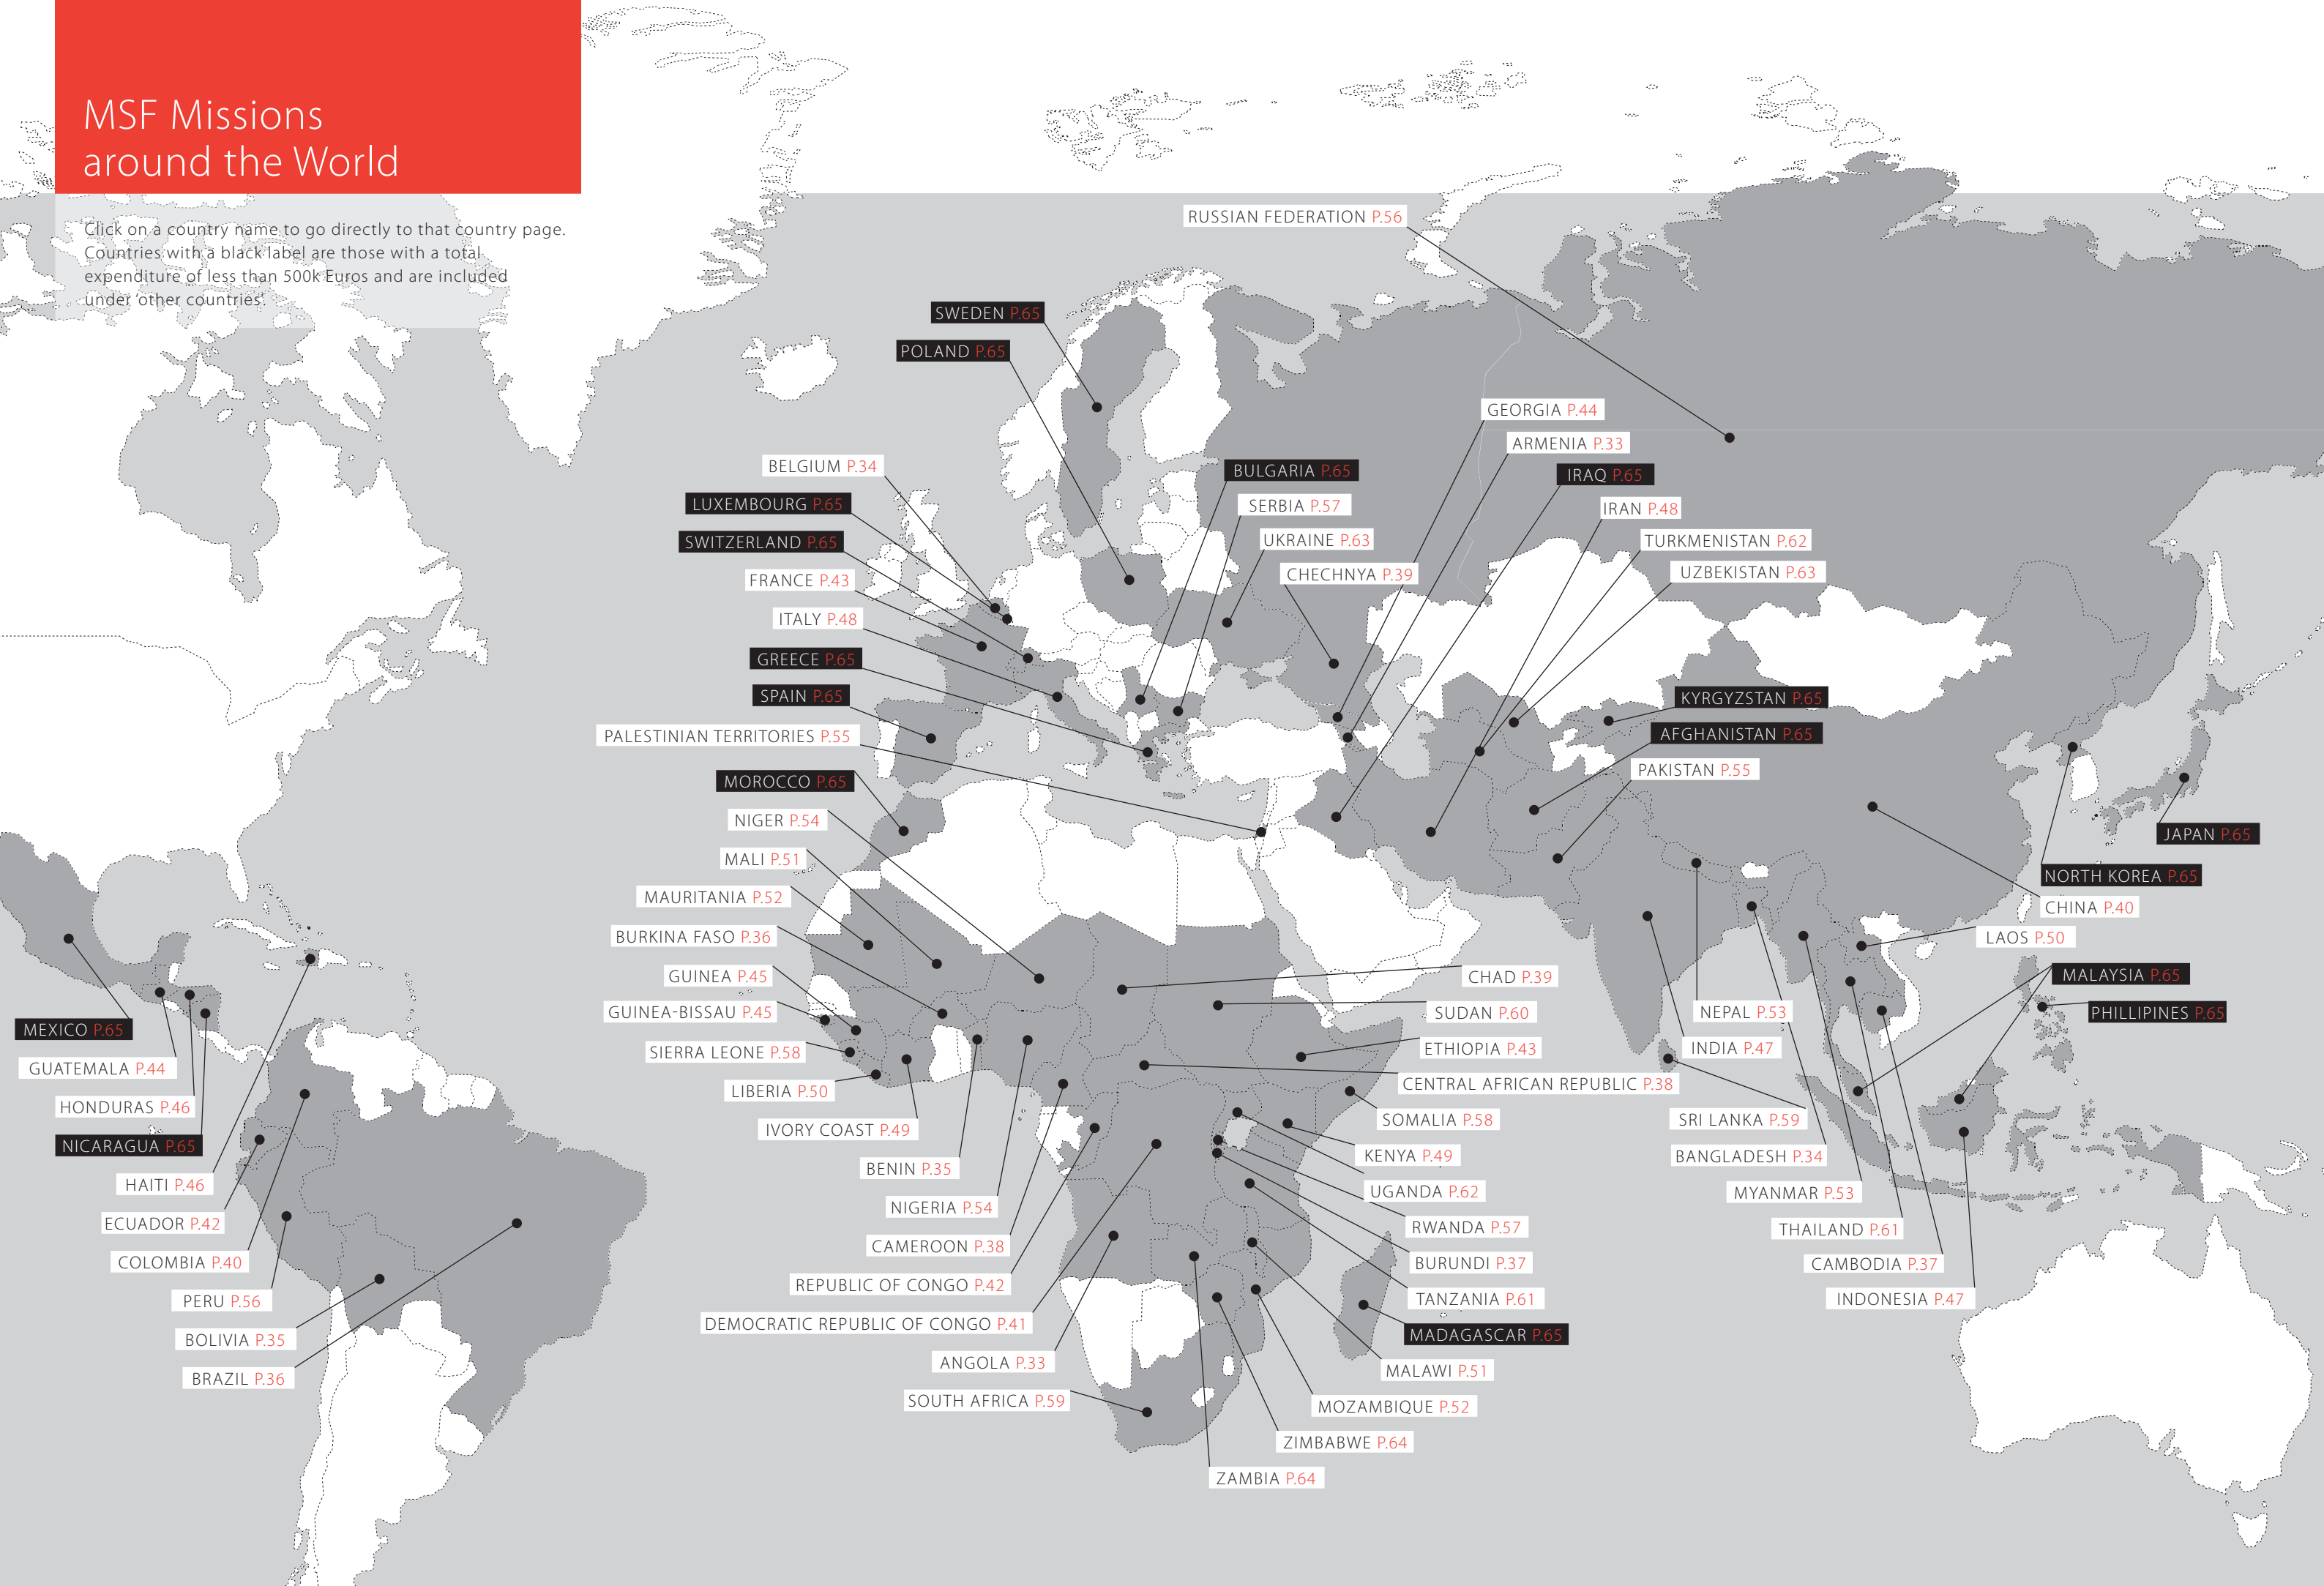 MSF Missions
around the World
Click on a country name to go directly to that country page.
Countries with a black label are those with a total
expenditure of less than 500k Euros and are included
under ‘other countries’.
RUSSIAN FEDERATION P.56
SWEDEN P.65
POLAND P.65
GEORGIA P.44
ARMENIA P.33
IRAQ P.65
IRAN P.48
TURKMENISTAN P.62
UZBEKISTAN P.63
BELGIUM P.34
LUXEMBOURG P.65
SWITZERLAND P.65
FRANCE P.43
ITALY P.48
GREECE P.65
SPAIN P.65
PALESTINIAN TERRITORIES P.55
MOROCCO P.65
NIGER P.54
MALI P.51
MAURITANIA P.52
BURKINA FASO P.36
GUINEA P.45
GUINEA-BISSAU P.45
SIERRA LEONE P.58
LIBERIA P.50
IVORY COAST P.49
BENIN P.35
NIGERIA P.54
CAMEROON P.38
REPUBLIC OF CONGO P.42
DEMOCRATIC REPUBLIC OF CONGO P.41
ANGOLA P.33
SOUTH AFRICA P.59
BULGARIA P.65
SERBIA P.57
UKRAINE P.63
CHECHNYA P.39
KYRGYZSTAN P.65
AFGHANISTAN P.65
PAKISTAN P.55
JAPAN P.65
NORTH KOREA P.65
CHINA P.40
LAOS P.50
MALAYSIA P.65
PHILLIPINES P.65
NEPAL P.53
INDIA P.47
SRI LANKA P.59
BANGLADESH P.34
MYANMAR P.53
THAILAND P.61
CAMBODIA P.37
INDONESIA P.47
CHAD P.39
SUDAN P.60
ETHIOPIA P.43
CENTRAL AFRICAN REPUBLIC P.38
SOMALIA P.58
KENYA P.49
UGANDA P.62
RWANDA P.57
BURUNDI P.37
TANZANIA P.61
MADAGASCAR P.65
MALAWI P.51
MOZAMBIQUE P.52
ZIMBABWE P.64
ZAMBIA P.64
MEXICO P.65
GUATEMALA P.44
HONDURAS P.46
NICARAGUA P.65
HAITI P.46
ECUADOR P.42
COLOMBIA P.40
PERU P.56
BOLIVIA P.35
BRAZIL P.36